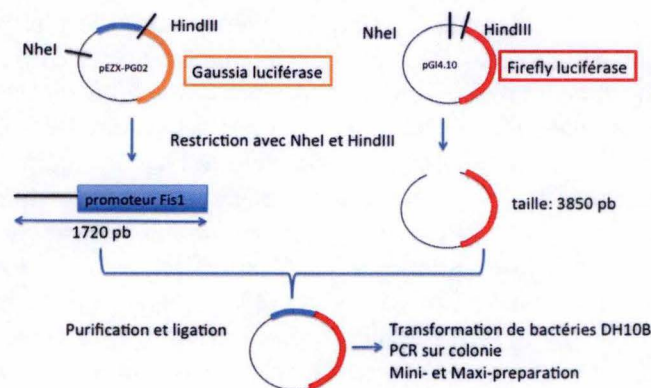 HindIII
NheI
pEZX-PG02
Gaussia luciférase
NheI
HindIII
pGl4.10
Firefly luciférase
Restriction avec NheI et HindIII
promoteur Fis1
1720 pb
taille: 3850 pb
Purification et ligation
Transformation de bactéries DH10B
PCR sur colonie
Mini- et Maxi-preparation